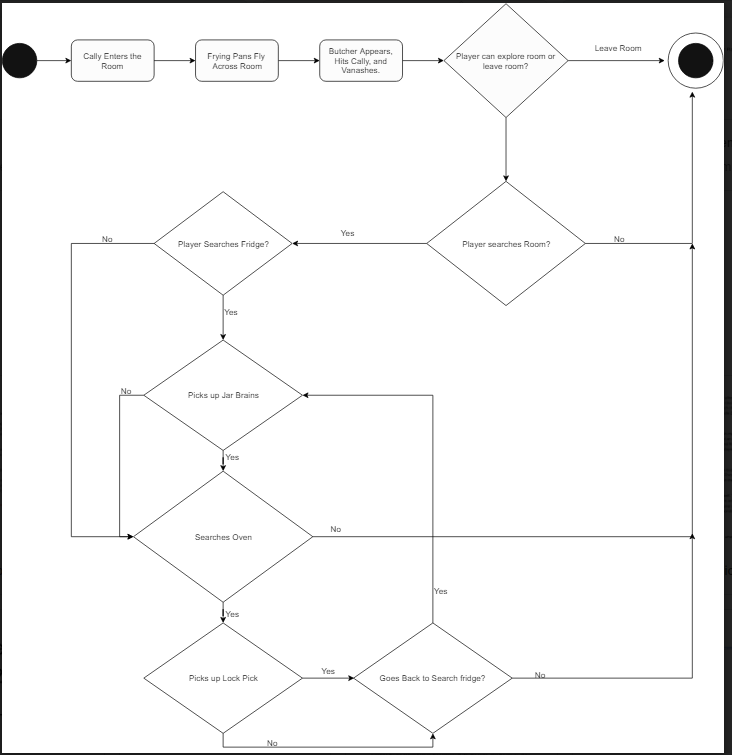 Cally Enters the
Room
Frying Pans Fly
Across Room
Butcher Appears,
Hits Cally, and
Vanashes.
Player can explore room or
leave room?
Leave Room
No
Player Searches Fridge?
Yes
Player searches Room?
No
Yes
No
Picks up Jar Brains
Yes
Searches Oven
No
Yes
Yes
Picks up Lock Pick
Yes
Goes Back to Search fridge?
No
No